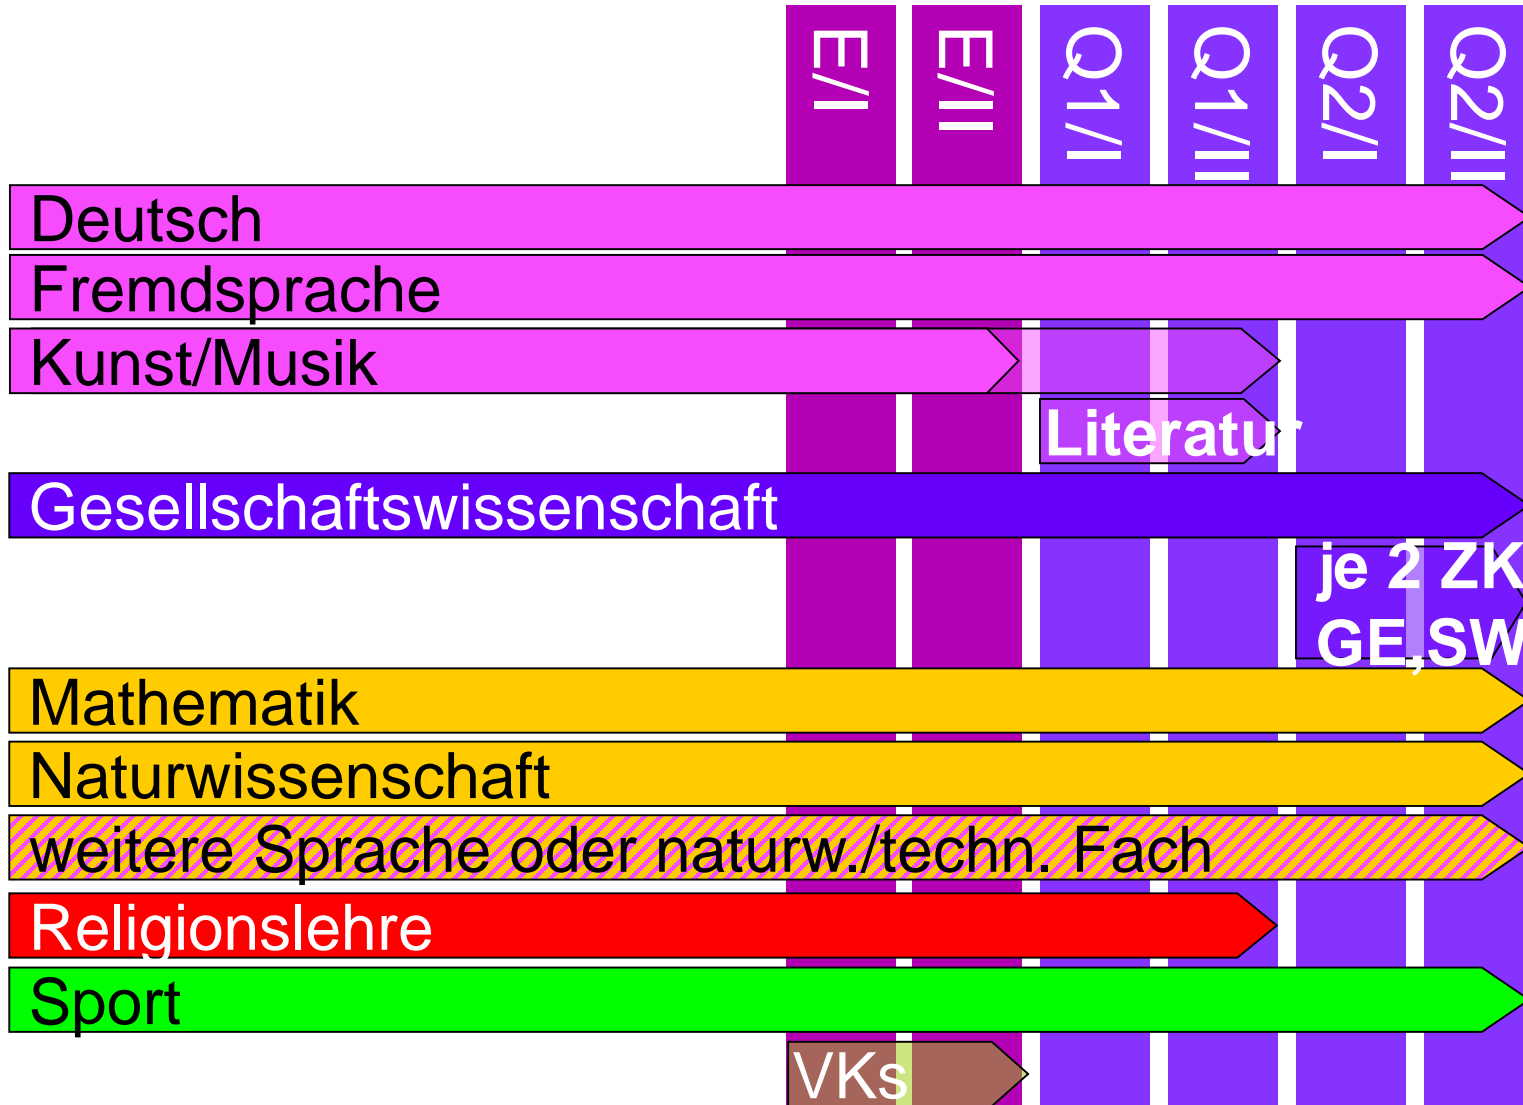 E/I
E/II
Q1/I
Q1/II
Q2/I
Q2/II
Deutsch
Fremdsprache
Kunst/Musik
Literatur
Gesellschaftswissenschaft
je 2 ZK
GE,SW
Mathematik
Naturwissenschaft
weitere Sprache oder naturw./techn. Fach
Religionslehre
Sport
VKs